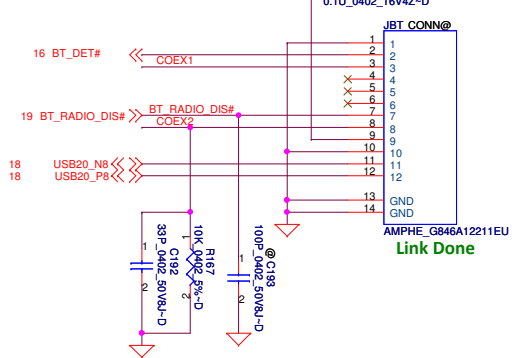 0.1U_0402_16V4Z~D
JBT CONN@
16 BT_DET#
COEX1
19 BT_RADIO_DIS#
BT_RADIO_DIS#
COEX2
18 USB20_N8
18 USB20_P8
1 1
2 2
3 3
4 4
5 5
6 6
7 7
8 8
9 9
10 10
11 11
12 12
13 GND
14 GND
AMPHE_G846A12211EU
Link Done
1
2
33P_0402_50V8J~D
C192
1
2
10K_0402_5%~D
R167
1
2
100P_0402_50V8J~D
@C193